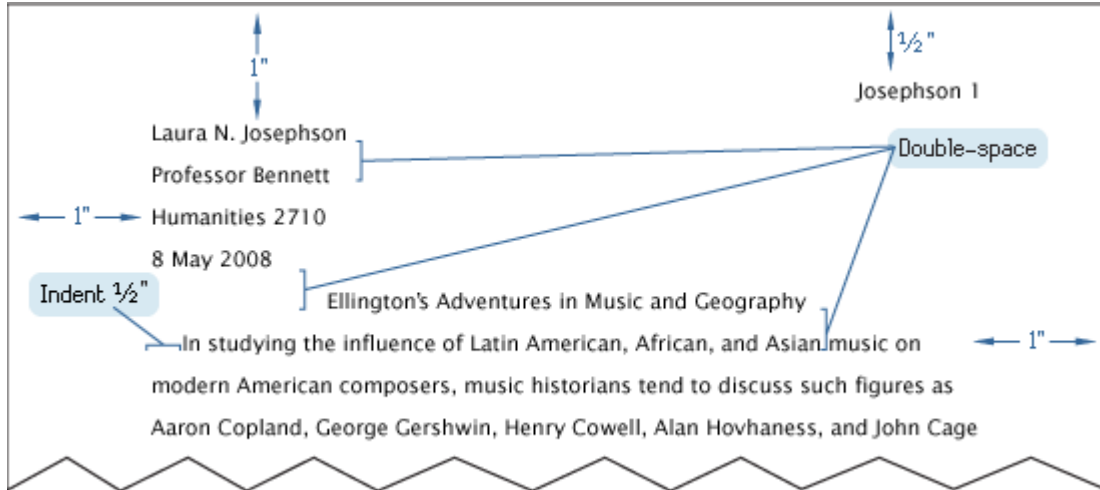 ½"
1"
Josephson 1
Laura N. Josephson
Double-space
Professor Bennett
1"
Humanities 2710
8 May 2008
Indent ½"
Ellington's Adventures in Music and Geography
In studying the influence of Latin American, African, and Asian music on
1"
modern American composers, music historians tend to discuss such figures as
Aaron Copland, George Gershwin, Henry Cowell, Alan Hovhaness, and John Cage